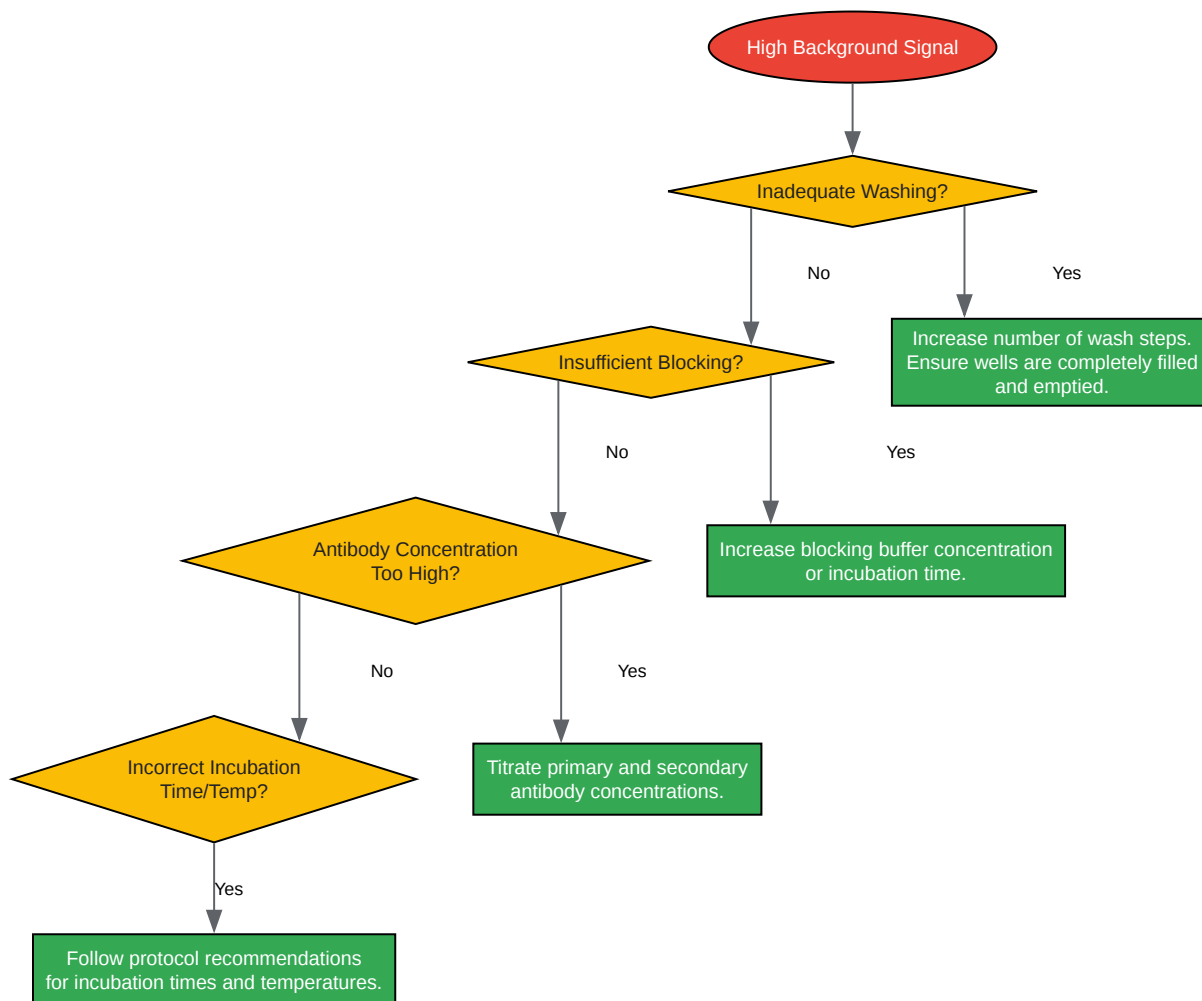 High Background Signal
Inadequate Washing?
No
Yes
Increase number of wash steps.
Ensure wells are completely filled
and emptied.
Insufficient Blocking?
No
Yes
Increase blocking buffer concentration
or incubation time.
Antibody Concentration
Too High?
No
Yes
Titrate primary and secondary
antibody concentrations.
Incorrect Incubation
Time/Temp?
Yes
Follow protocol recommendations
for incubation times and temperatures.